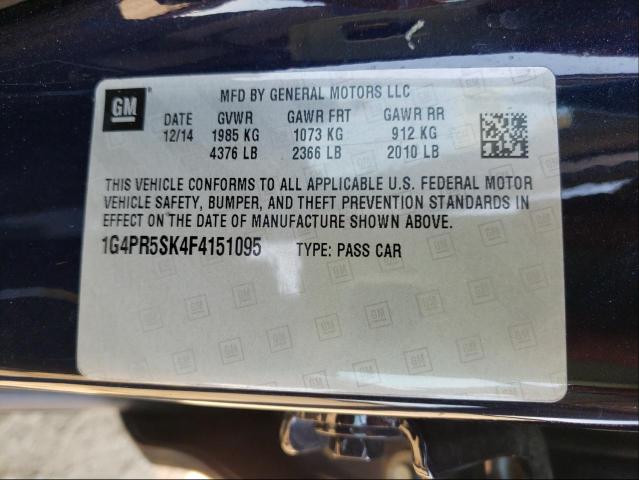 GM
MFD BY GENERAL MOTORS LLC
DATE GVWR GAWR FRT GAWR RR
12/14 1985 KG 1073 KG 912 KG
4376 LB 2366 LB 2010 LB
THIS VEHICLE CONFORMS TO ALL APPLICABLE U.S. FEDERAL MOTOR
VEHICLE SAFETY, BUMPER, AND THEFT PREVENTION STANDARDS IN
EFFECT ON THE DATE OF MANUFACTURE SHOWN ABOVE.
1G4PR5SK4F4151095 TYPE: PASS CAR